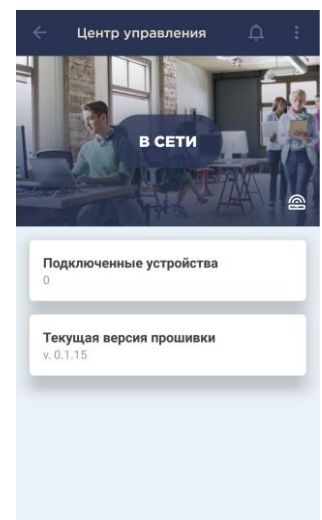 Центр управления
В СЕТИ
Подключенные устройства
0
Текущая версия прошивки
v. 0.1.15